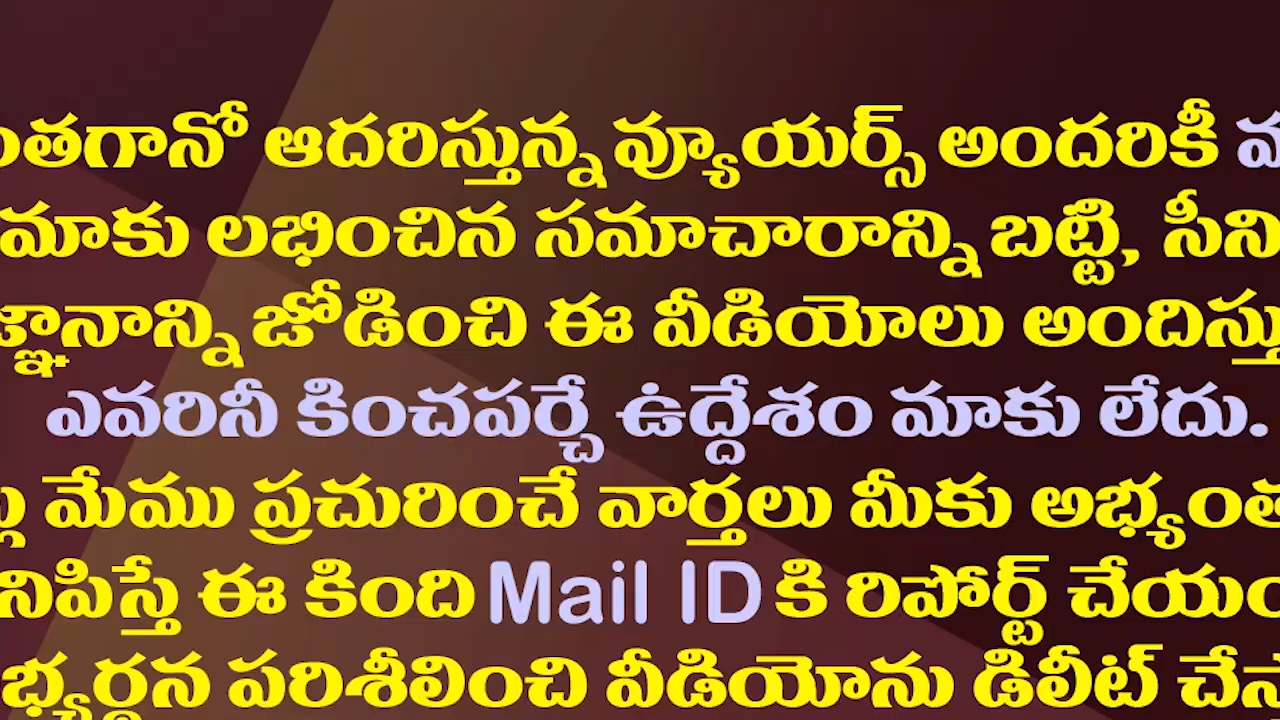 ంతగానో ఆదరిస్తున్న వ్యూయర్స్ అందరికీ
మాకు లభించిన సమాచారాన్ని బట్టి, సీని
జ్ఞానాన్ని జోడించి ఈ వీడియోలు అందిస్తు
ఎవరినీ కించపర్చే ఉద్దేశం మాకు లేదు.
మేము ప్రచురించే వార్తలు మీకు అభ్యంత
నిపిస్తే ఈ కింది Mail ID కి రిపోర్ట్ చేయం
భ్యర్థన పరిశీలించి వీడియోను డిలీట్ చేస